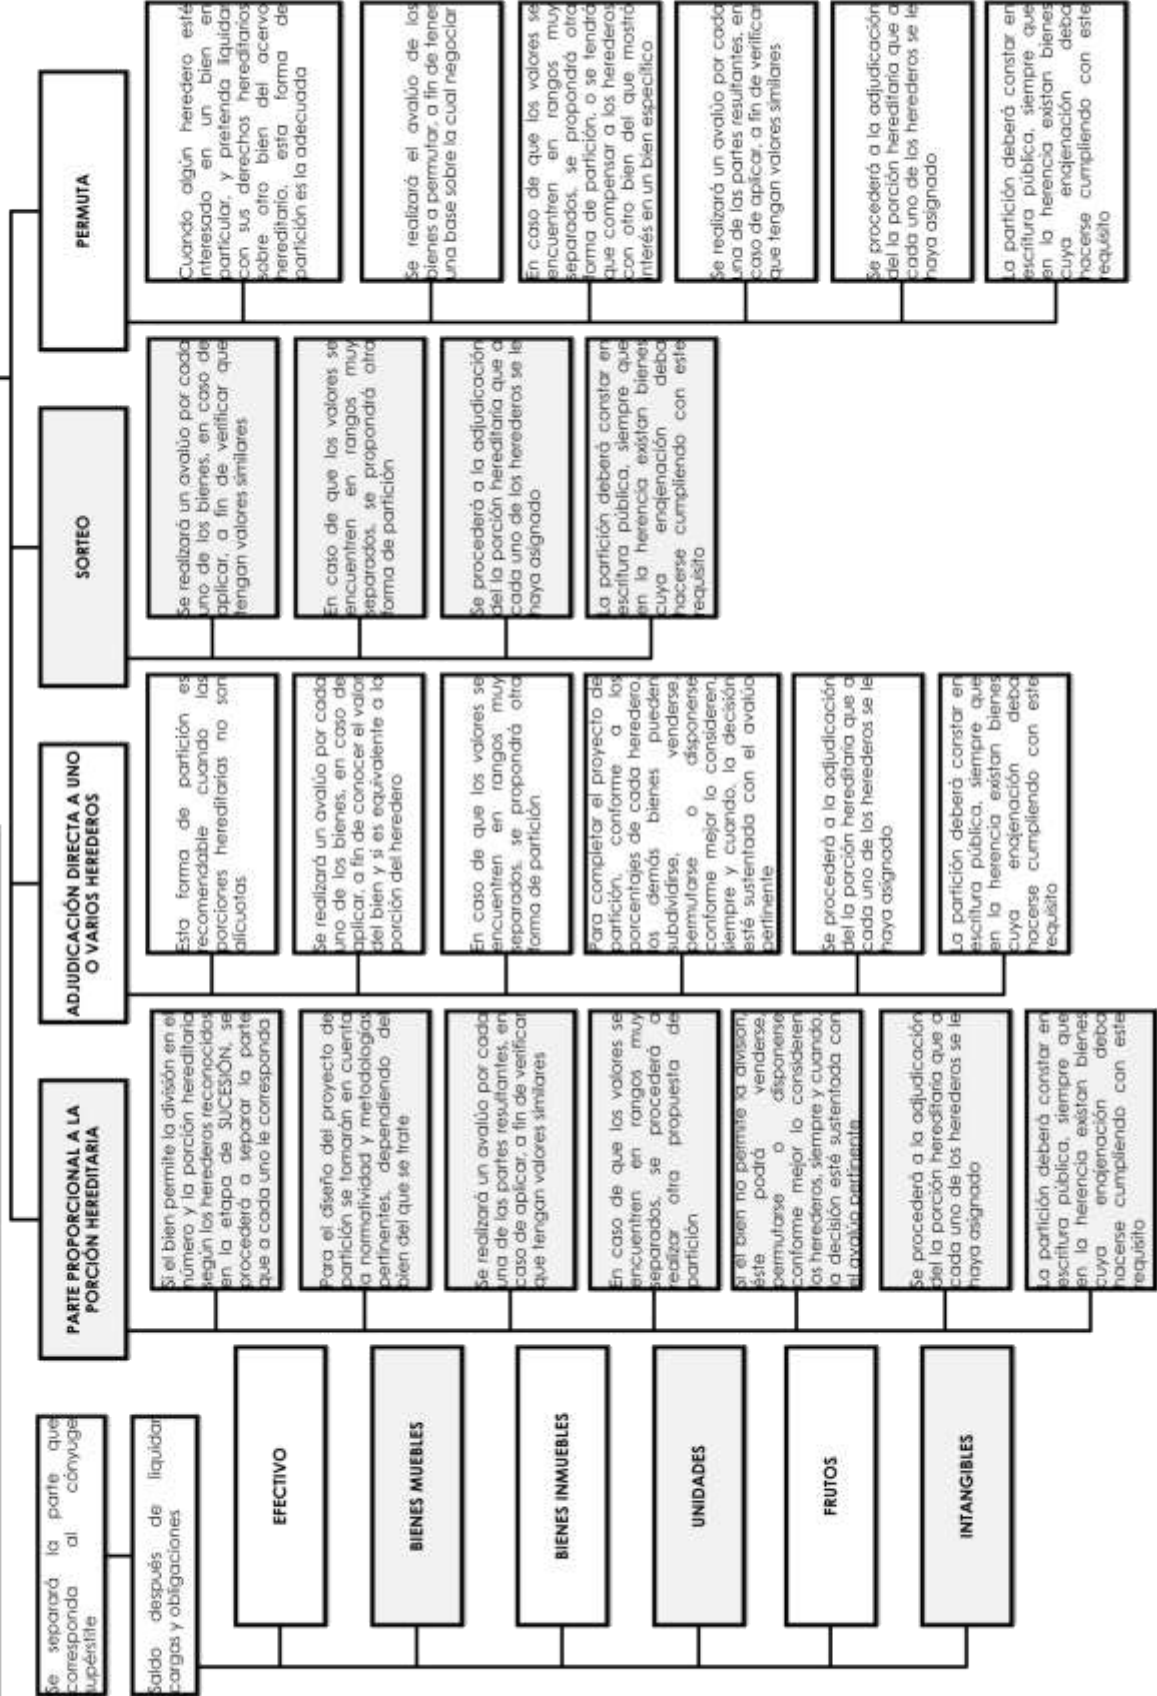 Se separará la parte que
corresponda al cónyuge
supérstite
Saldo después de liquidar
cargas y obligaciones
EFECTIVO
BIENES MUEBLES
BIENES INMUEBLES
UNIDADES
FRUTOS
INTANGIBLES
PARTE PROPORCIONAL A LA
PORCIÓN HEREDITARIA
Si el bien permite la división en el
número y la porción hereditaria
según los herederos reconocidos
en la etapa de SUCESIÓN, se
procederá a separar la parte
que a cada uno le corresponda
Para el diseño del proyecto de
partición se tomarán en cuenta
la normatividad y metodologías
pertinentes, dependiendo del
bien del que se trate
Se realizará un avalúo por cada
una de las partes resultantes, en
caso de aplicar, a fin de verificar
que tengan valores similares
En caso de que los valores se
encuentren en rangos muy
separados, se procederá a
realizar otra propuesta de
partición
Si el bien no permite la división,
éste podrá venderse,
permutarse o disponerse
conforme mejor lo consideren
los herederos, siempre y cuando,
la decisión esté sustentada con
el avalúo pertinente
Se procederá a la adjudicación
del la porción hereditaria que a
cada uno de los herederos se le
haya asignado
La partición deberá constar en
escritura pública, siempre que
en la herencia existan bienes
cuya enajenación deba
hacerse cumpliendo con este
requisito
ADJUDICACIÓN DIRECTA A UNO
O VARIOS HEREDEROS
Esta forma de partición es
recomendable cuando las
porciones hereditarias no son
alícuotas
Se realizará un avalúo por cada
uno de los bienes, en caso de
aplicar, a fin de conocer el valor
del bien y si es equivalente a la
porción del heredero
En caso de que los valores se
encuentren en rangos muy
separados, se propondrá otra
forma de partición
Para completar el proyecto de
partición, conforme a los
porcentajes de cada heredero,
los demás bienes pueden
subdividirse, venderse,
permutarse o disponerse
conforme mejor lo consideren,
siempre y cuando, la decisión
esté sustentada con el avalúo
pertinente
Se procederá a la adjudicación
del la porción hereditaria que a
cada uno de los herederos se le
haya asignado
La partición deberá constar en
escritura pública, siempre que
en la herencia existan bienes
cuya enajenación deba
hacerse cumpliendo con este
requisito
SORTEO
Se realizará un avalúo por cada
uno de los bienes, en caso de
aplicar, a fin de verificar que
tengan valores similares
En caso de que los valores se
encuentren en rangos muy
separados, se propondrá otra
forma de partición
Se procederá a la adjudicación
del la porción hereditaria que a
cada uno de los herederos se le
haya asignado
La partición deberá constar en
escritura pública, siempre que
en la herencia existan bienes
cuya enajenación deba
hacerse cumpliendo con este
requisito
PERMUTA
Cuando algún heredero esté
interesado en un bien en
particular, y pretenda liquidar
con sus derechos hereditarios
sobre otro bien del acervo
hereditario, esta forma de
partición es la adecuada
Se realizará el avalúo de los
bienes a permutar, a fin de tener
una base sobre la cual negociar
En caso de que los valores se
encuentren en rangos muy
separados, se propondrá otra
forma de partición, o se tendrá
que compensar a los herederos
con otro bien del que mostró
interés en un bien específico
Se realizará un avalúo por cada
una de las partes resultantes, en
caso de aplicar, a fin de verificar
que tengan valores similares
Se procederá a la adjudicación
del la porción hereditaria que a
cada uno de los herederos se le
haya asignado
La partición deberá constar en
escritura pública, siempre que
en la herencia existan bienes
cuya enajenación deba
hacerse cumpliendo con este
requisito